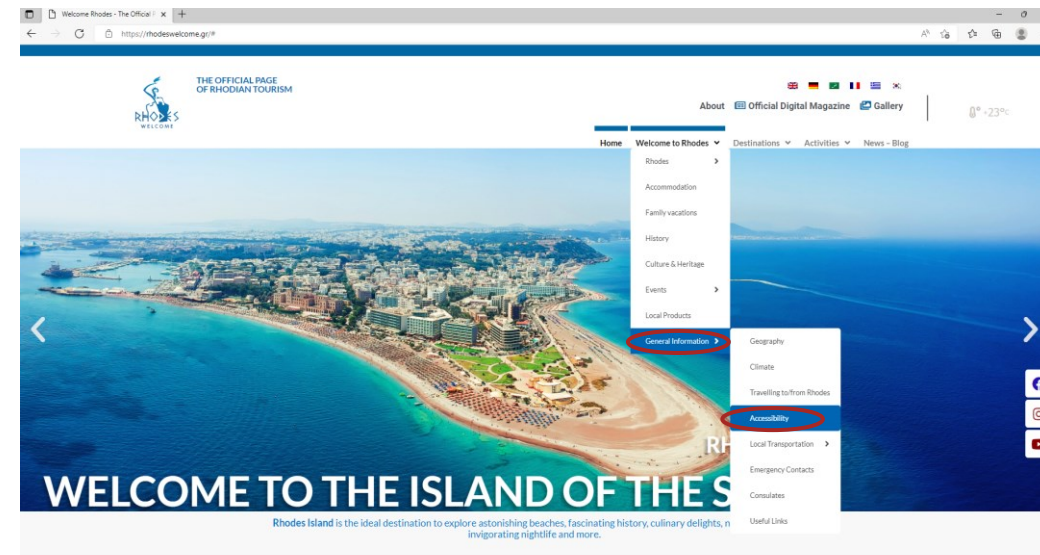 Welcome Rhodes - The Official
https://rhodeswelcome.gr/#
THE OFFICIAL PAGE
OF RHODIAN TOURISM
RHODES
WELCOME
About Official Digital Magazine Gallery
-23°C
Home Welcome to Rhodes Destinations Activities News - Blog
Rhodes
Accommodation
Family vacations
History
Culture & Heritage
Events
Local Products
General Information
Geography
Climate
Travelling to/from Rhodes
Accessibility
Local Transportation
Emergency Contacts
Consulates
Useful Links
RH
WELCOME TO THE ISLAND OF THE S
Rhodes Island is the ideal destination to explore astonishing beaches, fascinating history, culinary delights, n
invigorating nightlife and more.